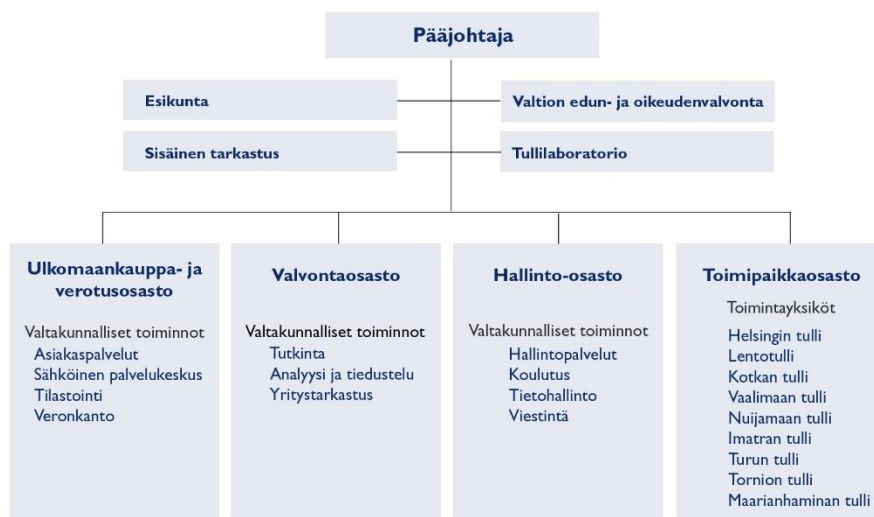 Pääjohtaja
Esikunta
Valtion edun- ja oikeudenvalvonta
Sisäinen tarkastus
Tullilaboratorio
Ulkomaankauppa- ja
verotusosasto
Valtakunnalliset toiminnot
Asiakaspalvelut
Sähköinen palvelukeskus
Tilastointi
Veronkanto
Valvontaosasto
Valtakunnalliset toiminnot
Tutkinta
Analyysi ja tiedustelu
Yritystarkastus
Hallinto-osasto
Valtakunnalliset toiminnot
Hallintopalvelut
Koulutus
Tietohallinto
Viestintä
Toimipaikkaosasto
Toimintayksiköt
Helsingin tulli
Lentotulli
Kotkan tulli
Vaalimaan tulli
Nuijamaan tulli
Imatran tulli
Turun tulli
Tornion tulli
Maarianhaminan tulli